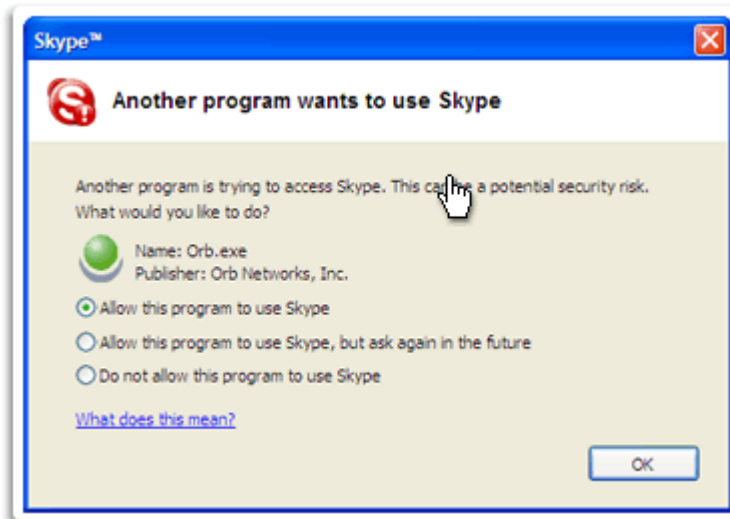 Skype™
Another program wants to use Skype
Another program is trying to access Skype. This can be a potential security risk.
What would you like to do?
Name: Orb.exe
Publisher: Orb Networks, Inc.
Allow this program to use Skype
Allow this program to use Skype, but ask again in the future
Do not allow this program to use Skype
What does this mean?
OK